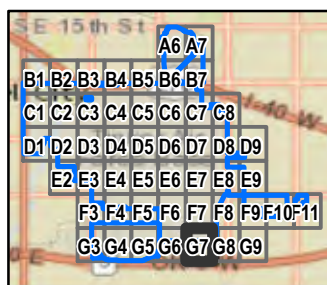 SE 15th St
A6 A7
B1 B2 B3 B4 B5 B6 B7
I-40 W
C1 C2 C3 C4 C5 C6 C7 C8
D1 D2 D3 D4 D5 D6 D7 D8 D9
E2 E3 E4 E5 E6 E7 E8 E9
F3 F4 F5 F6 F7 F8 F9 F10 F11
G3 G4 G5 G6 G7 G8 G9